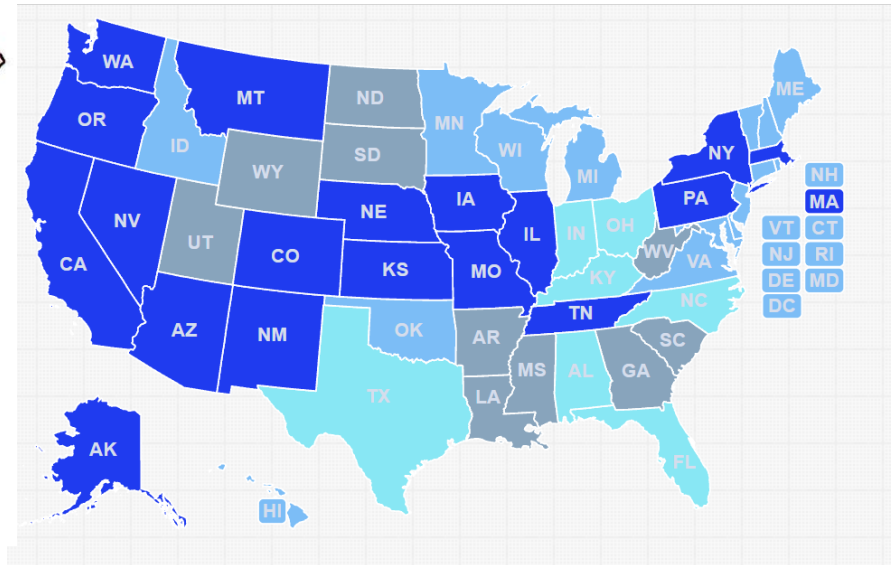 WA
MT
ND
MN
ME
OR
ID
WY
SD
WI
MI
NY
NH
MA
NV
UT
CO
NE
IA
IL
IN
OH
PA
VT
CT
CA
KS
MO
KY
WV
VA
NJ
RI
DE
MD
DC
AZ
NM
OK
AR
TN
NC
SC
TX
LA
MS
AL
GA
AK
FL
HI